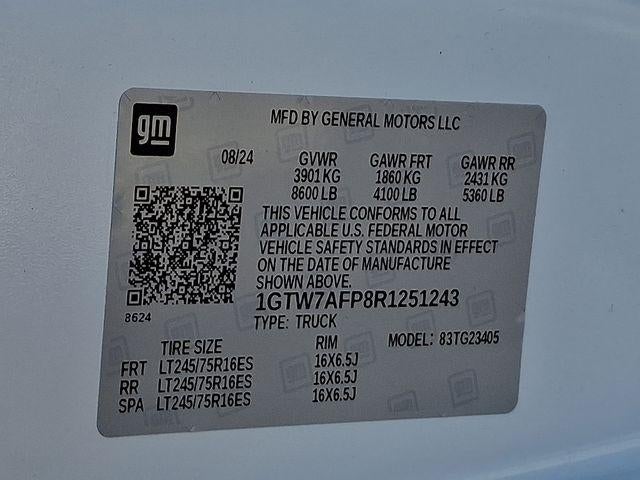 gm
MFD BY GENERAL MOTORS LLC
08/24 GVWR GAWR FRT GAWR RR
3901 KG 1860 KG 2431 KG
8600 LB 4100 LB 5360 LB
THIS VEHICLE CONFORMS TO ALL
APPLICABLE U.S. FEDERAL MOTOR
VEHICLE SAFETY STANDARDS IN EFFECT
ON THE DATE OF MANUFACTURE
SHOWN ABOVE.
1GTW7AFP8R1251243
8624
TYPE: TRUCK
TIRE SIZE RIM MODEL: 83TG23405
FRT LT245/75R16ES 16X6.5J
RR LT245/75R16ES 16X6.5J
SPA LT245/75R16ES 16X6.5J